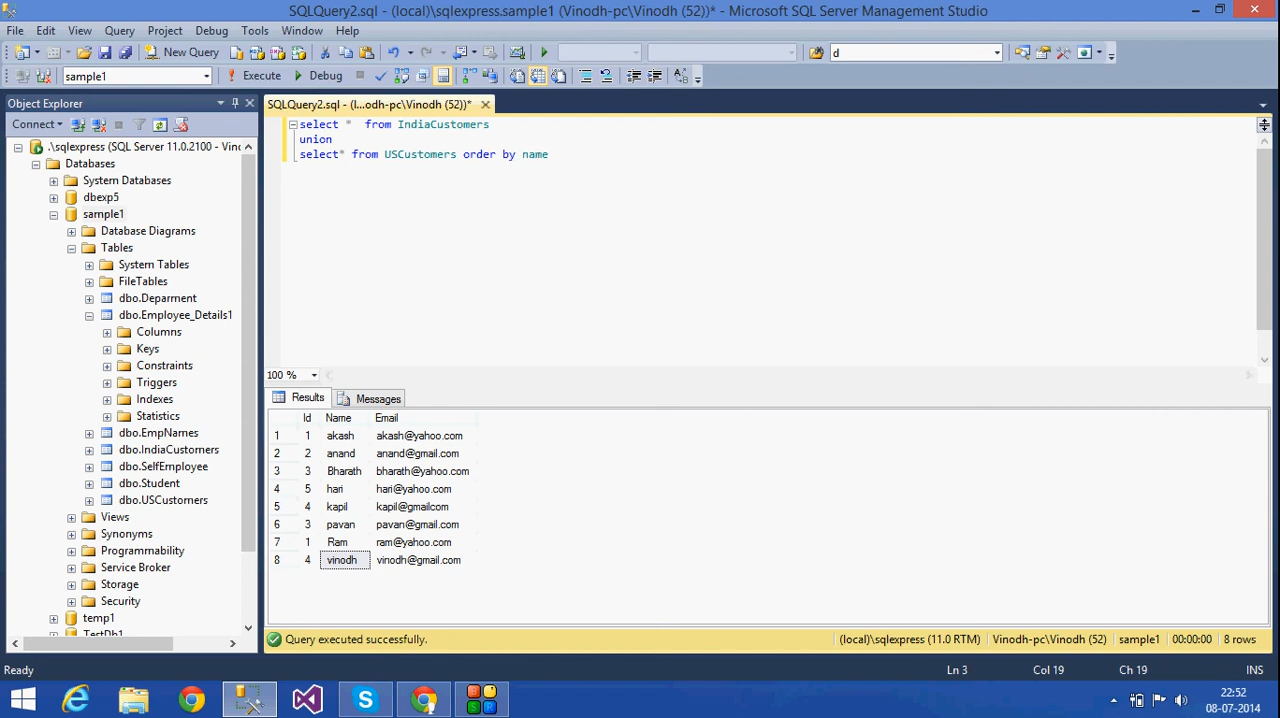 SQLQuery2.sql - (local)\sqlexpress.sample1 (Vinodh-pc\Vinodh (52))* - Microsoft SQL Server Management Studio
File Edit View Query Project Debug Tools Window Help
New Query d
sample1 Execute Debug
Object Explorer
Connect
.\sqlexpress (SQL Server 11.0.2100 - Vino
Databases
System Databases
dbexp5
sample1
Database Diagrams
Tables
System Tables
FileTables
dbo.Deparment
dbo.Employee_Details1
Columns
Keys
Constraints
Triggers
Indexes
Statistics
dbo.EmpNames
dbo.IndiaCustomers
dbo.SelfEmployee
dbo.Student
dbo.USCustomers
Views
Synonyms
Programmability
Service Broker
Storage
Security
temp1
TestDb1
SQLQuery2.sql - (l...odh-pc\Vinodh (52))*
select * from IndiaCustomers
union
select* from USCustomers order by name
100 %
Results Messages
Id Name Email
1 1 akash akash@yahoo.com
2 2 anand anand@gmail.com
3 3 Bharath bharath@yahoo.com
4 5 hari hari@yahoo.com
5 4 kapil kapil@gmailcom
6 3 pavan pavan@gmail.com
7 1 Ram ram@yahoo.com
8 4 vinodh vinodh@gmail.com
Query executed successfully. (local)\sqlexpress (11.0 RTM) Vinodh-pc\Vinodh (52) sample1 00:00:00 8 rows
Ready Ln 3 Col 19 Ch 19 INS
22:52
08-07-2014